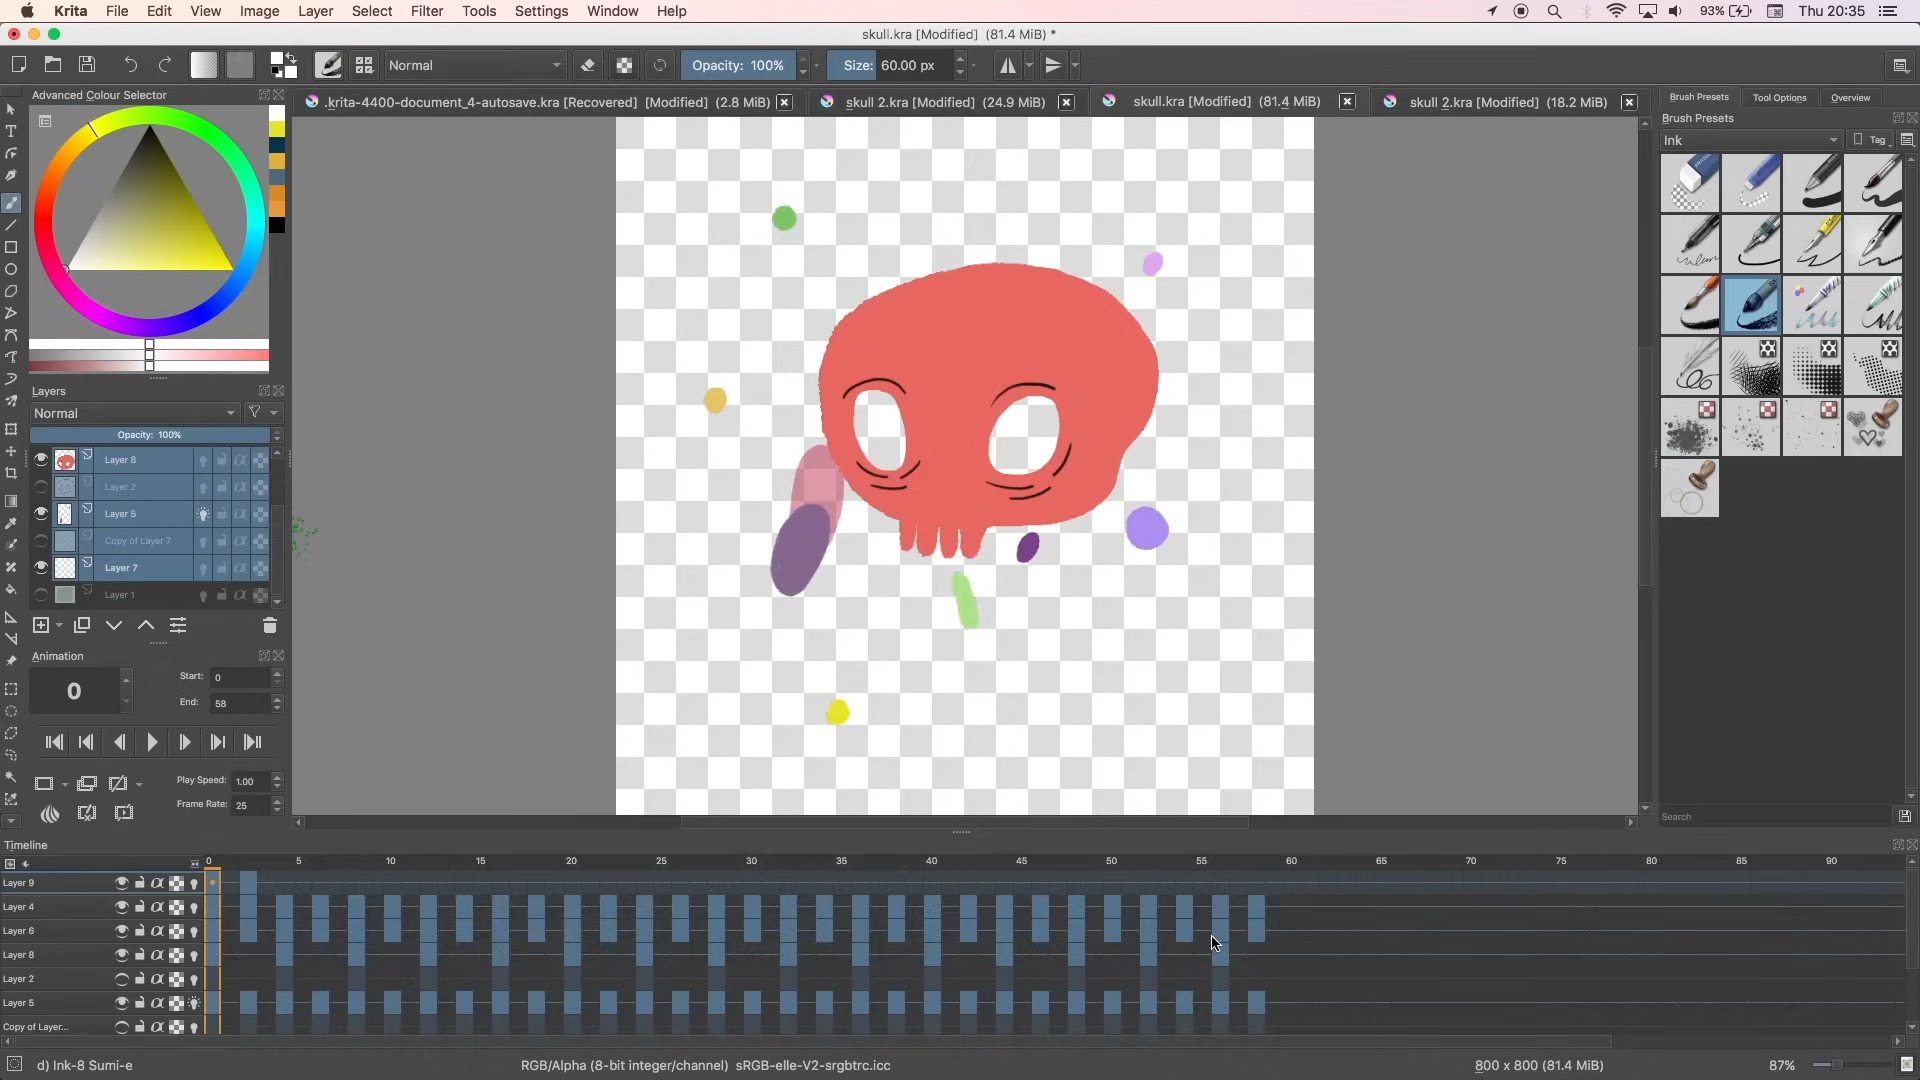 Krita File Edit View Image Layer Select Filter Tools Settings Window Help 93% Thu 20:35
skull.kra [Modified] (81.4 MiB) *
Normal Opacity: 100% Size: 60.00 px
Advanced Colour Selector
.krita-4400-document_4-autosave.kra [Recovered] [Modified] (2.8 MiB) skull 2.kra [Modified] (24.9 MiB) skull.kra [Modified] (81.4 MiB) skull 2.kra [Modified] (18.2 MiB)
Brush Presets Tool Options Overview
Brush Presets
Ink Tag
Layers
Normal
Opacity: 100%
Layer 8
Layer 2
Layer 5
Copy of Layer 7
Layer 7
Layer 1
Animation
0 Start: 0
End: 58
Play Speed: 1.00
Frame Rate: 25
Search
Timeline
0 5 10 15 20 25 30 35 40 45 50 55 60 65 70 75 80 85 90
Layer 9
Layer 4
Layer 6
Layer 8
Layer 2
Layer 5
Copy of Layer...
d) Ink-8 Sumi-e RGB/Alpha (8-bit integer/channel) sRGB-elle-V2-srgbtrc.icc 800 x 800 (81.4 MiB) 87%